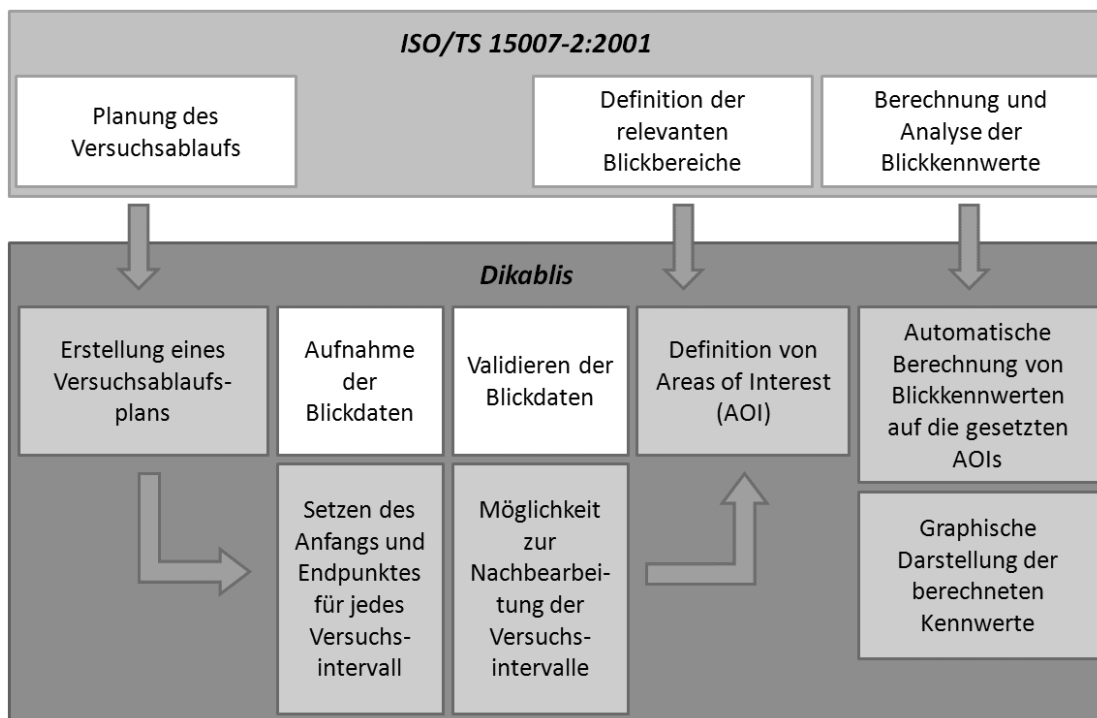 ISO/TS 15007-2:2001
Planung des
Versuchsablaufs
Definition der
relevanten
Blickbereiche
Berechnung und
Analyse der
Blickkennwerte
Dikablis
Erstellung eines
Versuchsablaufs-
plans
Aufnahme
der
Blickdaten
Validieren der
Blickdaten
Definition von
Areas of Interest
(AOI)
Automatische
Berechnung von
Blickkennwerten
auf die gesetzten
AOIs
Setzen des
Anfangs und
Endpunktes
für jedes
Versuchs-
intervall
Möglichkeit
zur
Nachbearbei-
tung der
Versuchs-
intervalle
Graphische
Darstellung der
berechneten
Kennwerte